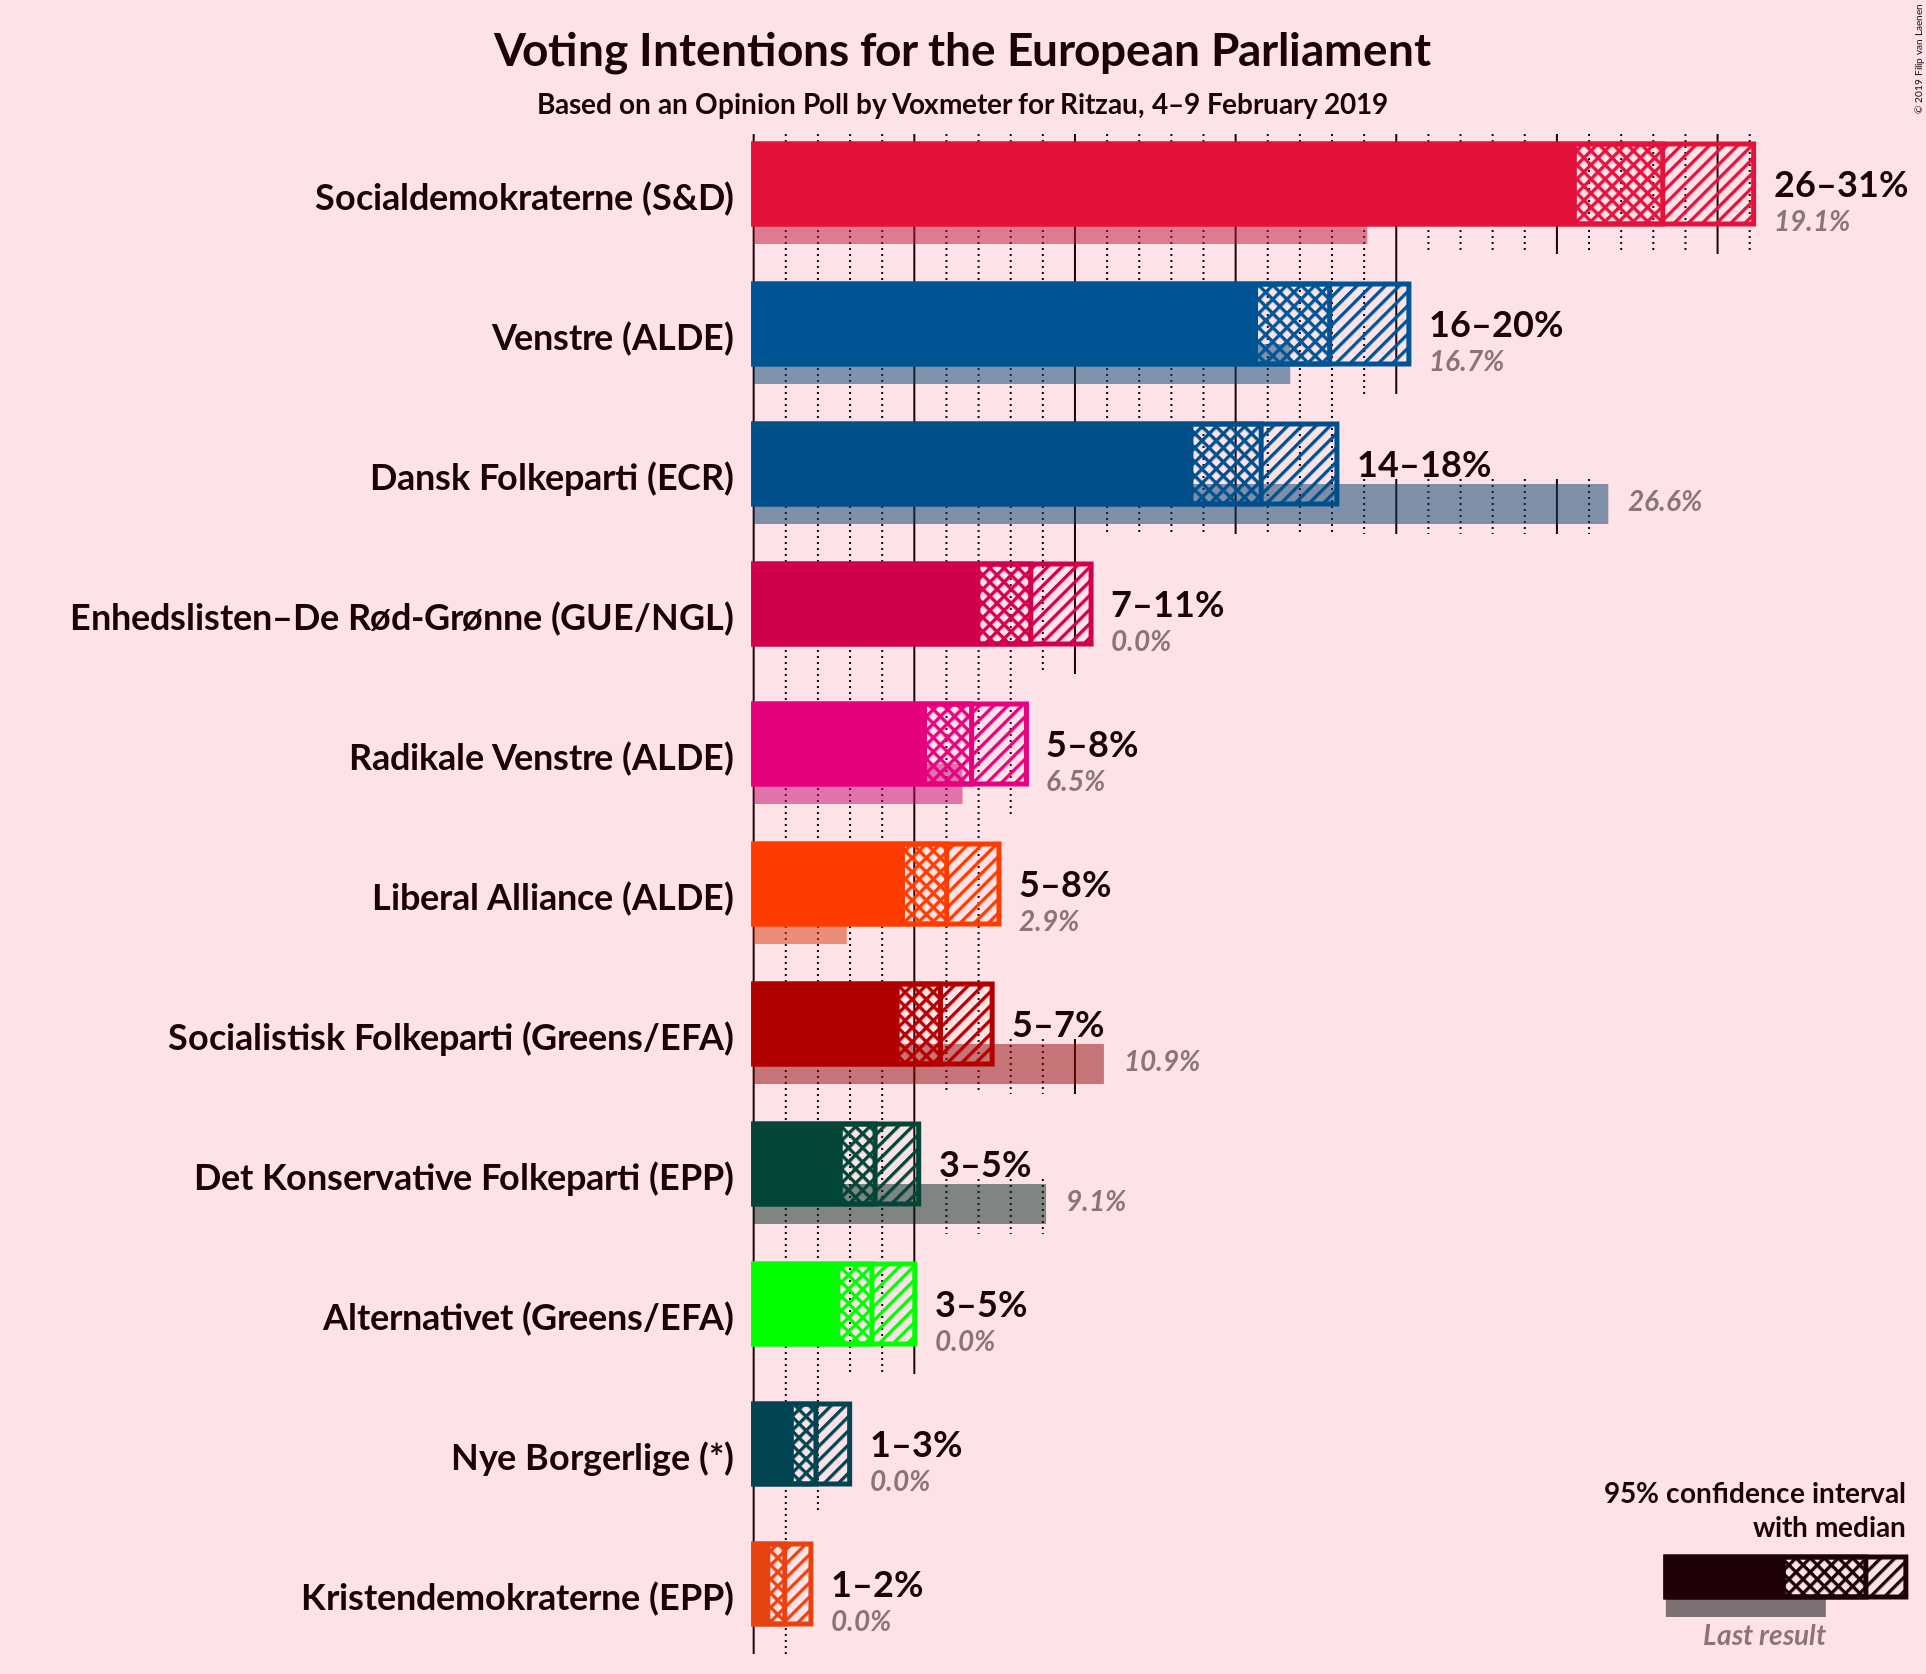 © 2019 Filip van Laenen
Voting Intentions for the European Parliament
Based on an Opinion Poll by Voxmeter for Ritzau, 4–9 February 2019
Socialdemokraterne (S&D)
26–31%
19.1%
Venstre (ALDE)
16–20%
16.7%
Dansk Folkeparti (ECR)
14–18%
26.6%
Enhedslisten–De Rød-Grønne (GUE/NGL)
7–11%
0.0%
Radikale Venstre (ALDE)
5–8%
6.5%
Liberal Alliance (ALDE)
5–8%
2.9%
Socialistisk Folkeparti (Greens/EFA)
5–7%
10.9%
Det Konservative Folkeparti (EPP)
3–5%
9.1%
Alternativet (Greens/EFA)
3–5%
0.0%
Nye Borgerlige (*)
1–3%
0.0%
Kristendemokraterne (EPP)
1–2%
0.0%
95% confidence interval
with median
Last result